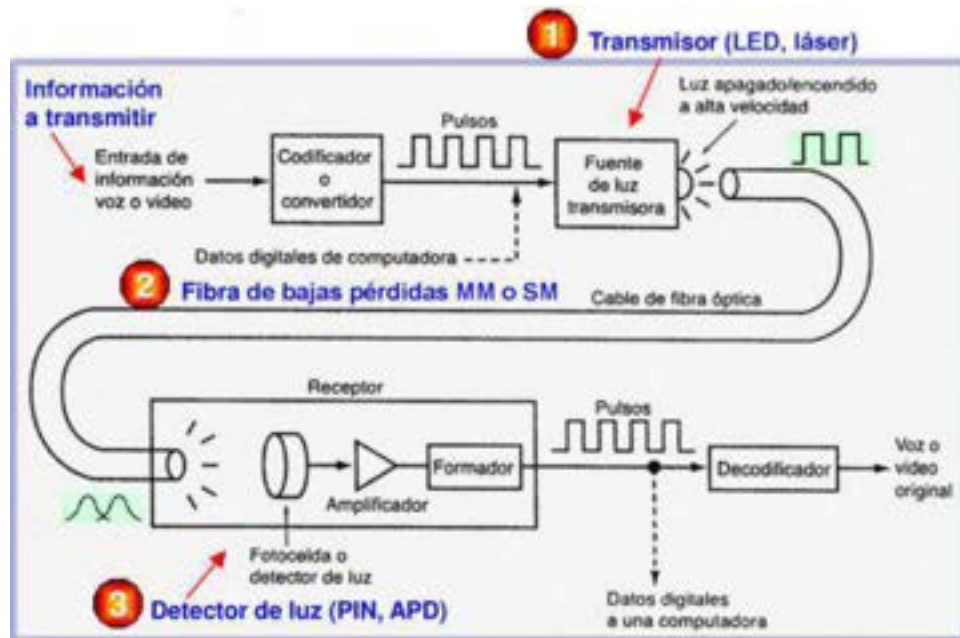 1 Transmisor (LED, láser)
Información
a transmitir
Luz apagado/encendido
a alta velocidad
Pulsos
Entrada de
información
voz o video
Codificador
o
convertidor
Fuente
de luz
transmisora
Datos digitales de computadora
2 Fibra de bajas pérdidas MM o SM
Cable de fibra óptica
Receptor
Pulsos
Formador
Decodificador
Voz o
video
original
Amplificador
Fotocelda o
detector de luz
3 Detector de luz (PIN, APD)
Datos digitales
a una computadora